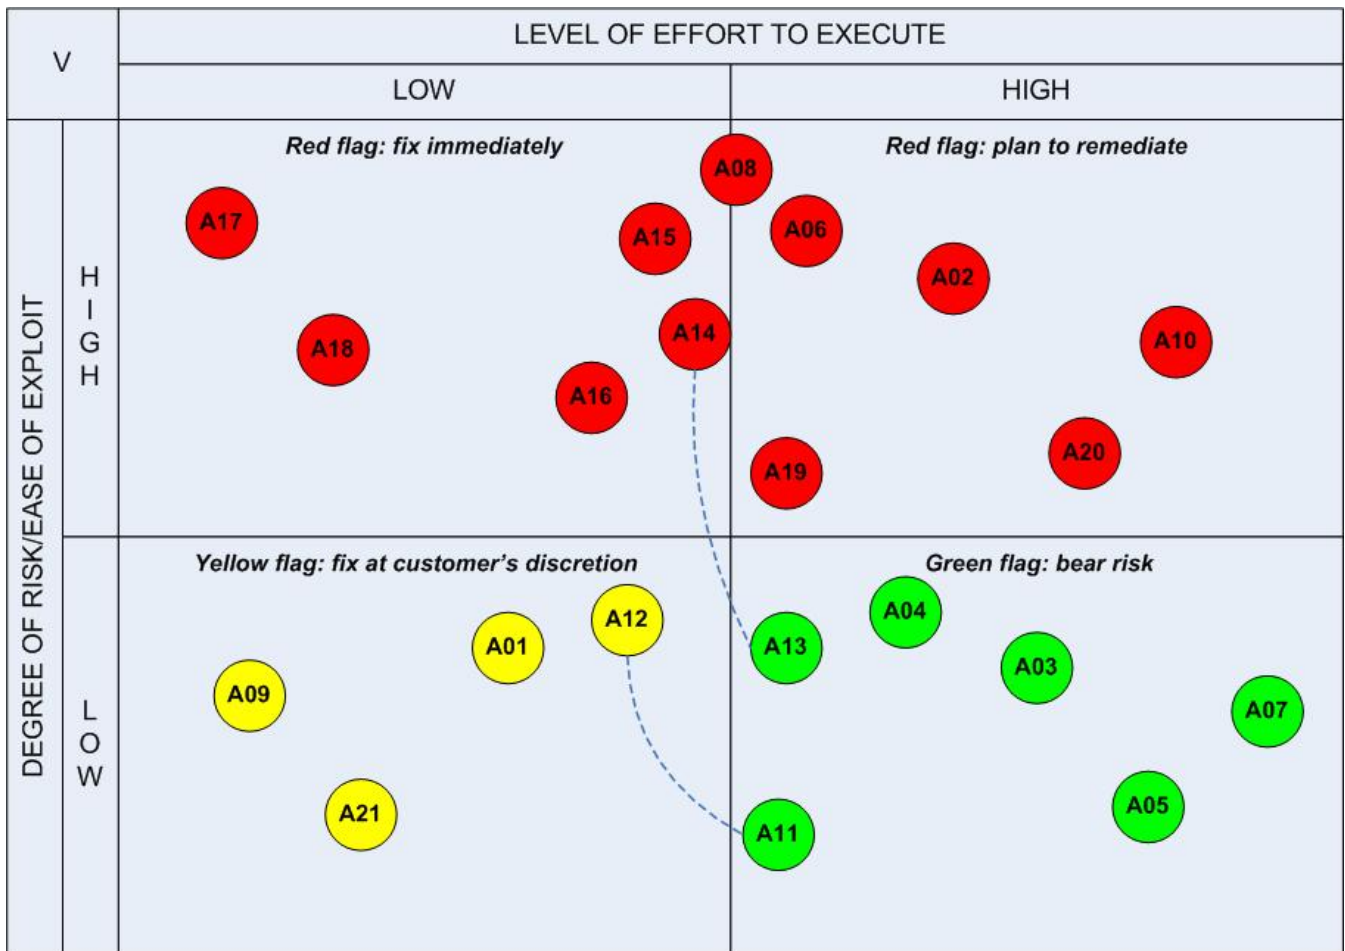 V
LEVEL OF EFFORT TO EXECUTE
LOW
HIGH
DEGREE OF RISK/EASE OF EXPLOIT
HIGH
Red flag: fix immediately
A17
A15
A18
A14
A16
Red flag: plan to remediate
A08
A06
A02
A10
A20
A19
LOW
Yellow flag: fix at customer's discretion
A12
A01
A09
A21
Green flag: bear risk
A04
A13
A03
A07
A05
A11